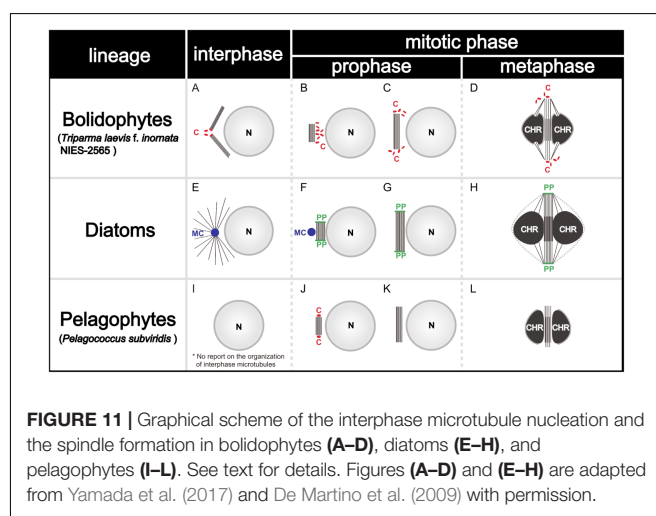 lineage
interphase
mitotic phase
prophase
metaphase
Bolidophytes
(Triparma laevis f. inornata
NIES-2565 )
A
C
N
B
C
C
N
C
C
C
N
D
C
CHR
CHR
C
Diatoms
E
MC
N
F
MC
PP
PP
N
G
PP
PP
N
H
PP
CHR
CHR
PP
Pelagophytes
(Pelagococcus subviridis )
I
N
* No report on the organization
of interphase microtubules
J
C
C
N
K
N
L
CHR
CHR
FIGURE 11 | Graphical scheme of the interphase microtubule nucleation and
the spindle formation in bolidophytes (A–D), diatoms (E–H), and
pelagophytes (I–L). See text for details. Figures (A–D) and (E–H) are adapted
from Yamada et al. (2017) and De Martino et al. (2009) with permission.